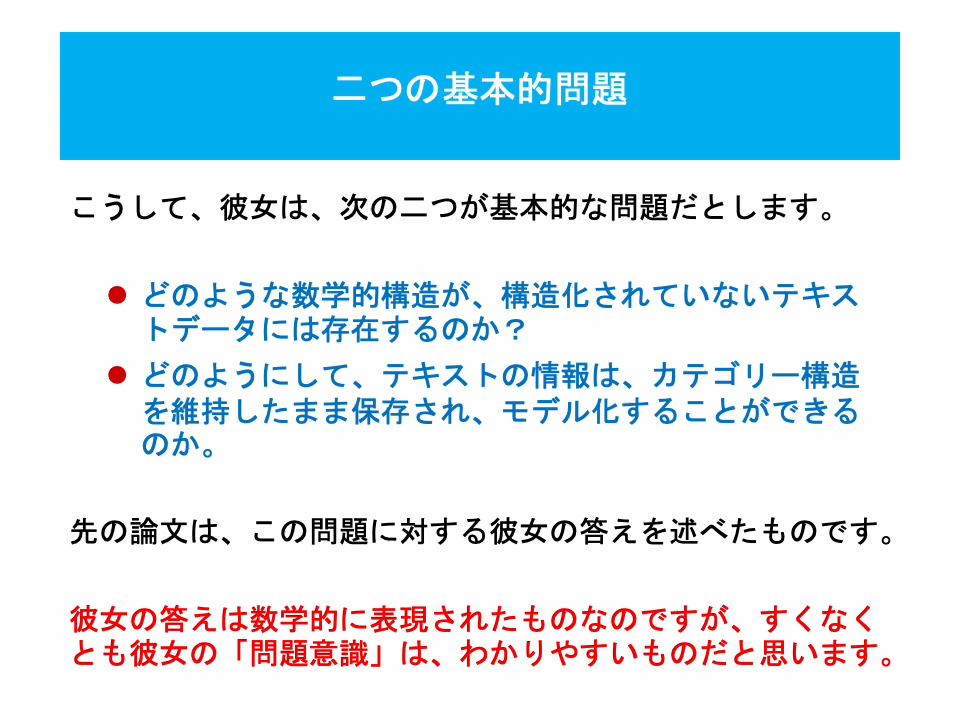 二つの基本的問題
こうして、彼女は、次の二つが基本的な問題だとします。
● どのような数学的構造が、構造化されていないテキス
トデータには存在するのか？
● どのようにして、テキストの情報は、カテゴリー構造
を維持したまま保存され、モデル化することができる
のか。
先の論文は、この問題に対する彼女の答えを述べたものです。
彼女の答えは数学的に表現されたものなのですが、すくなく
とも彼女の「問題意識」は、わかりやすいものだと思います。